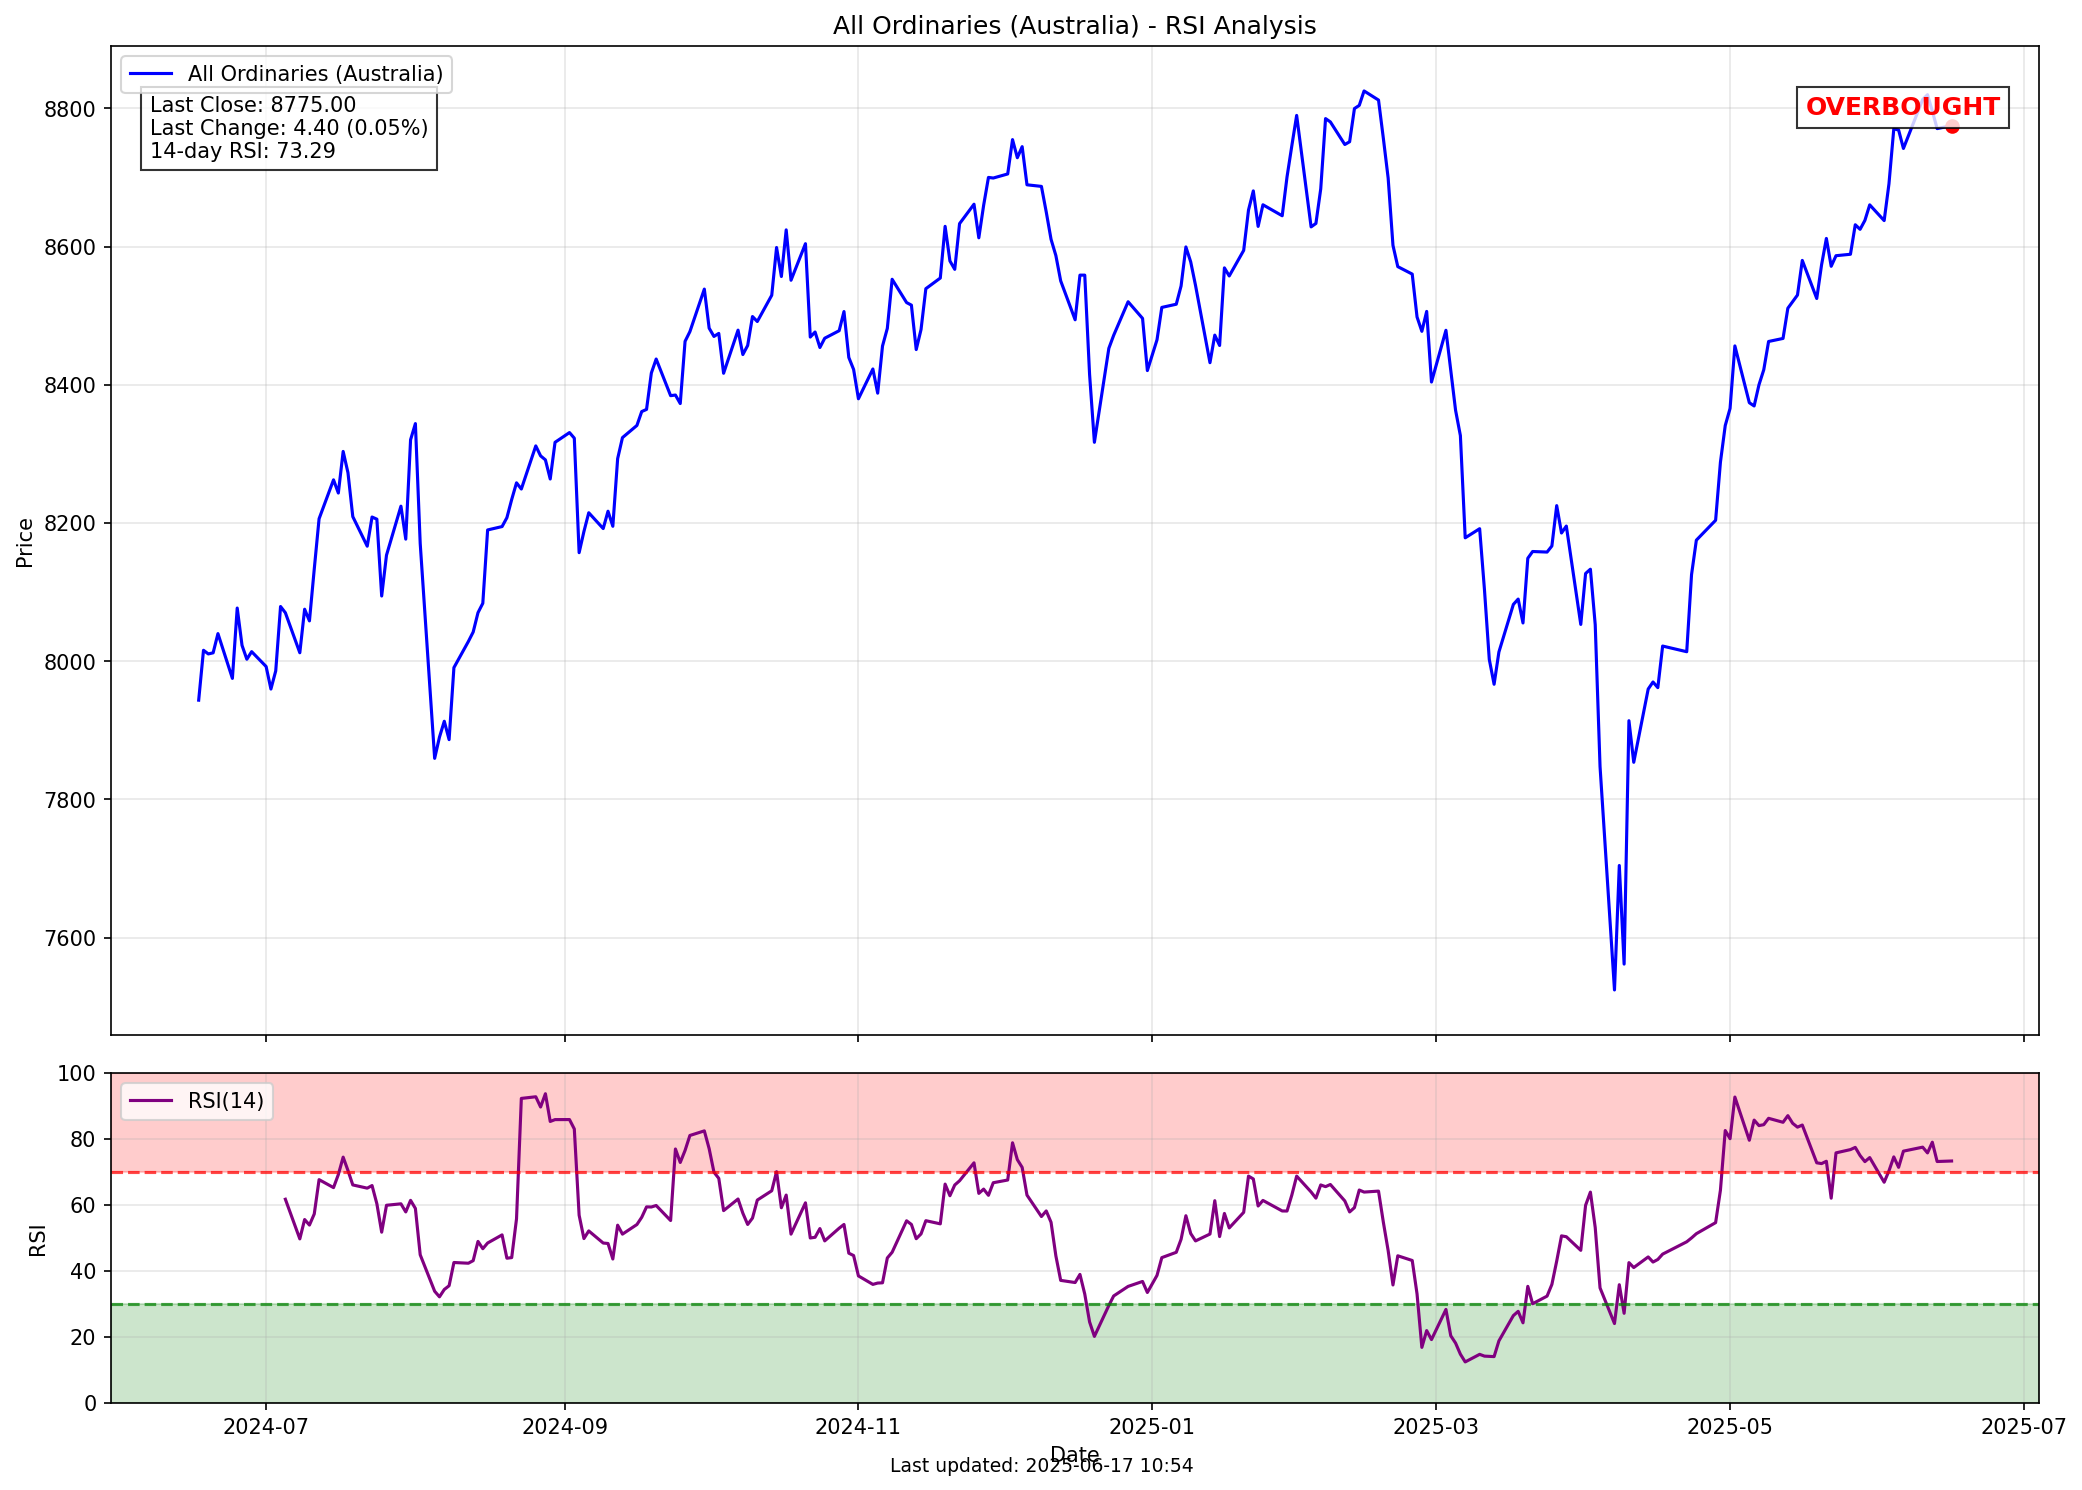 All Ordinaries (Australia) - RSI Analysis
All Ordinaries (Australia)
Last Close: 8775.00
Last Change: 4.40 (0.05%)
14-day RSI: 73.29
OVERBOUGHT
Price
8800
8600
8400
8200
8000
7800
7600
RSI(14)
RSI
100
80
60
40
20
0
2024-07
2024-09
2024-11
2025-01
2025-03
2025-05
2025-07
Date
Last updated: 2025-06-17 10:54